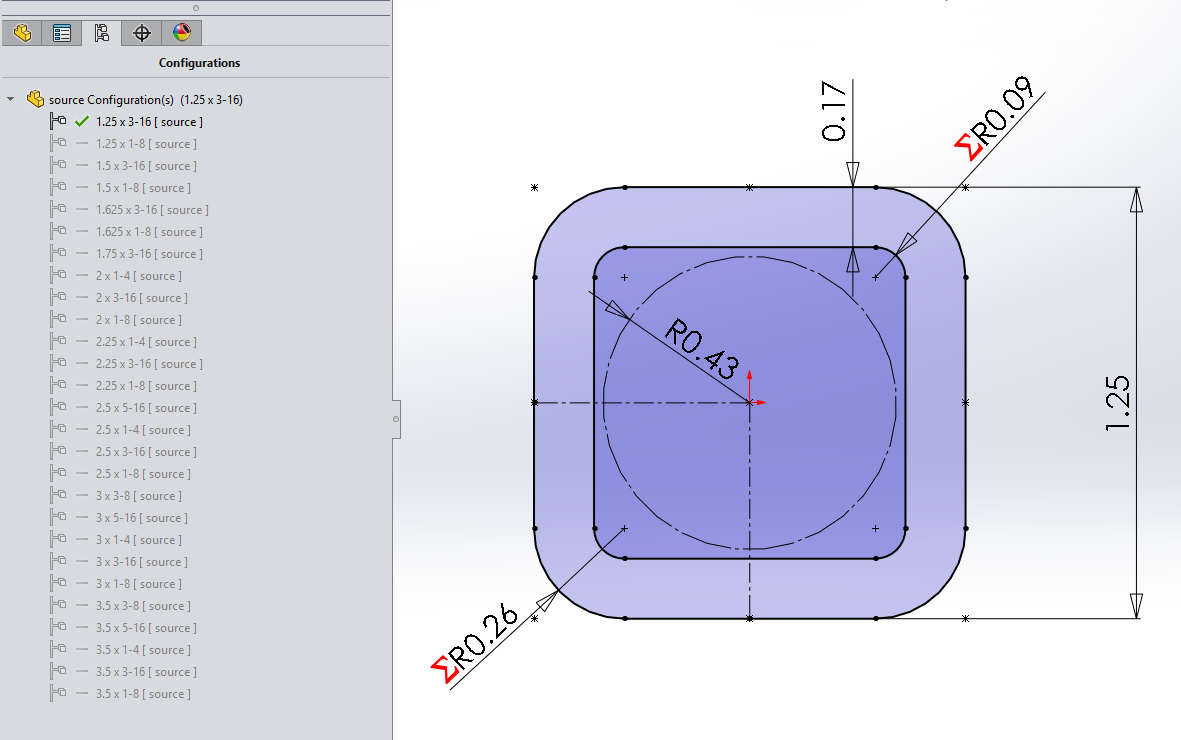 Configurations
source Configuration(s) (1.25 x 3-16)
1.25 x 3-16 [ source ]
1.25 x 1-8 [ source ]
1.5 x 3-16 [ source ]
1.5 x 1-8 [ source ]
1.625 x 3-16 [ source ]
1.625 x 1-8 [ source ]
1.75 x 3-16 [ source ]
2 x 1-4 [ source ]
2 x 3-16 [ source ]
2 x 1-8 [ source ]
2.25 x 1-4 [ source ]
2.25 x 3-16 [ source ]
2.25 x 1-8 [ source ]
2.5 x 5-16 [ source ]
2.5 x 1-4 [ source ]
2.5 x 3-16 [ source ]
2.5 x 1-8 [ source ]
3 x 3-8 [ source ]
3 x 5-16 [ source ]
3 x 1-4 [ source ]
3 x 3-16 [ source ]
3 x 1-8 [ source ]
3.5 x 3-8 [ source ]
3.5 x 5-16 [ source ]
3.5 x 1-4 [ source ]
3.5 x 3-16 [ source ]
3.5 x 1-8 [ source ]
0.17
ΣR0.09
R0.43
1.25
ΣR0.26